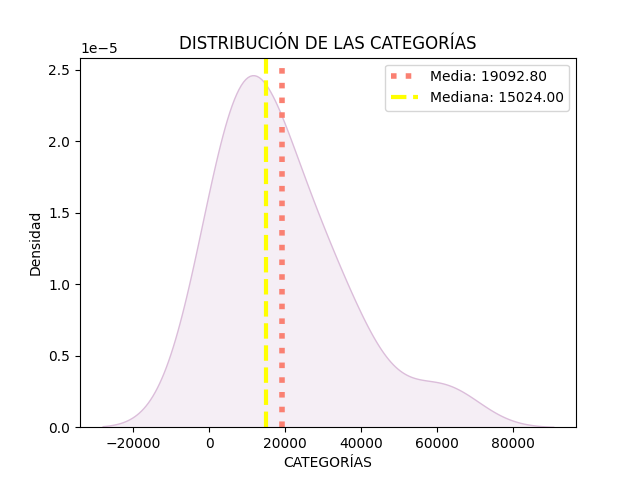 DISTRIBUCIÓN DE LAS CATEGORÍAS
1e−5
Media: 19092.80
Mediana: 15024.00
2.5
2.0
1.5
1.0
0.5
0.0
Densidad
−20000 0 20000 40000 60000 80000
CATEGORÍAS